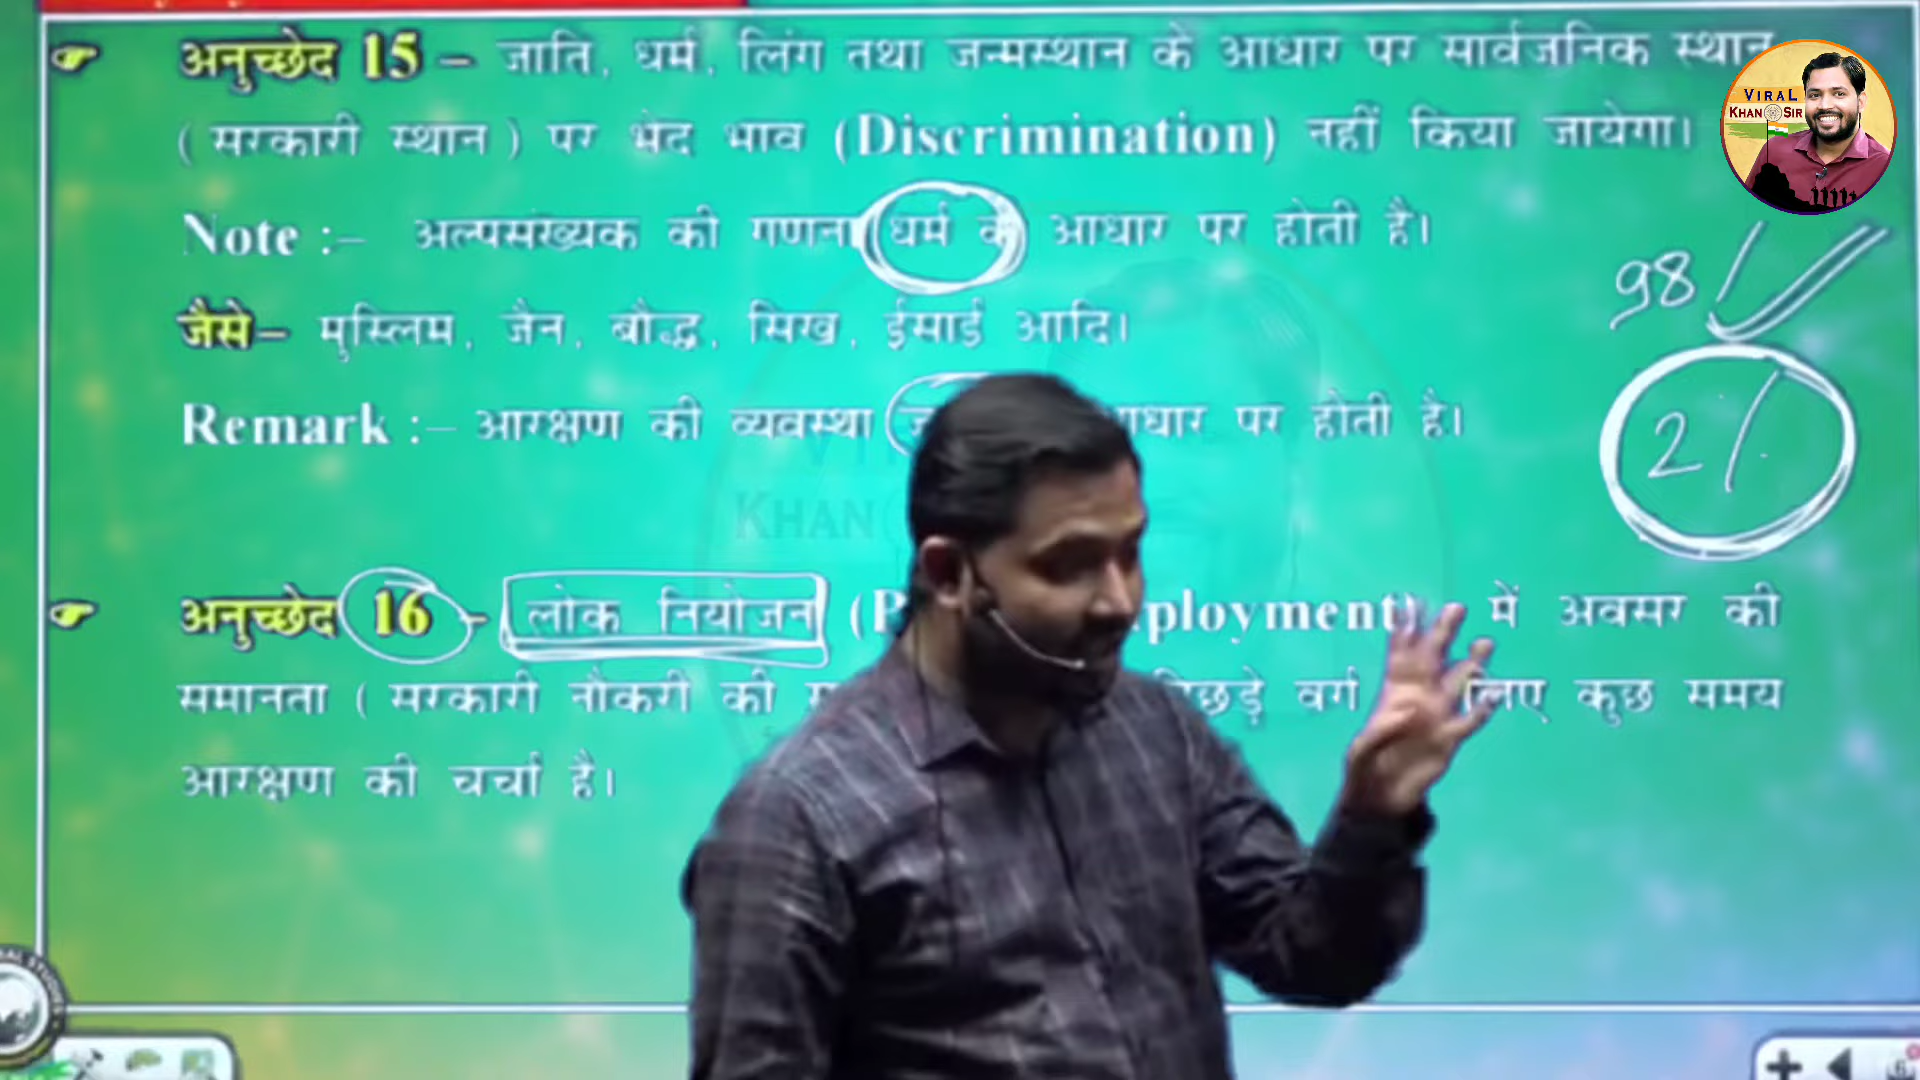 अनुच्छेद 15 – जाति, धर्म, लिंग तथा जन्मस्थान के आधार पर सार्वजनिक स्थान
( सरकारी स्थान ) पर भेद भाव (Discrimination) नहीं किया जायेगा।
Note :– अल्पसंख्यक की गणना धर्म के आधार पर होती है।
जैसे– मुस्लिम, जैन, बौद्ध, सिख, ईसाई आदि।
Remark :– आरक्षण की व्यवस्था पर होती है।
अनुच्छेद 16 – लोक नियोजन में अवसर की
समानता ( सरकारी नौकरी की वर्ग लिए कुछ समय
आरक्षण की चर्चा है।
98%
2%
VIRAL
KHAN SIR
KHAN